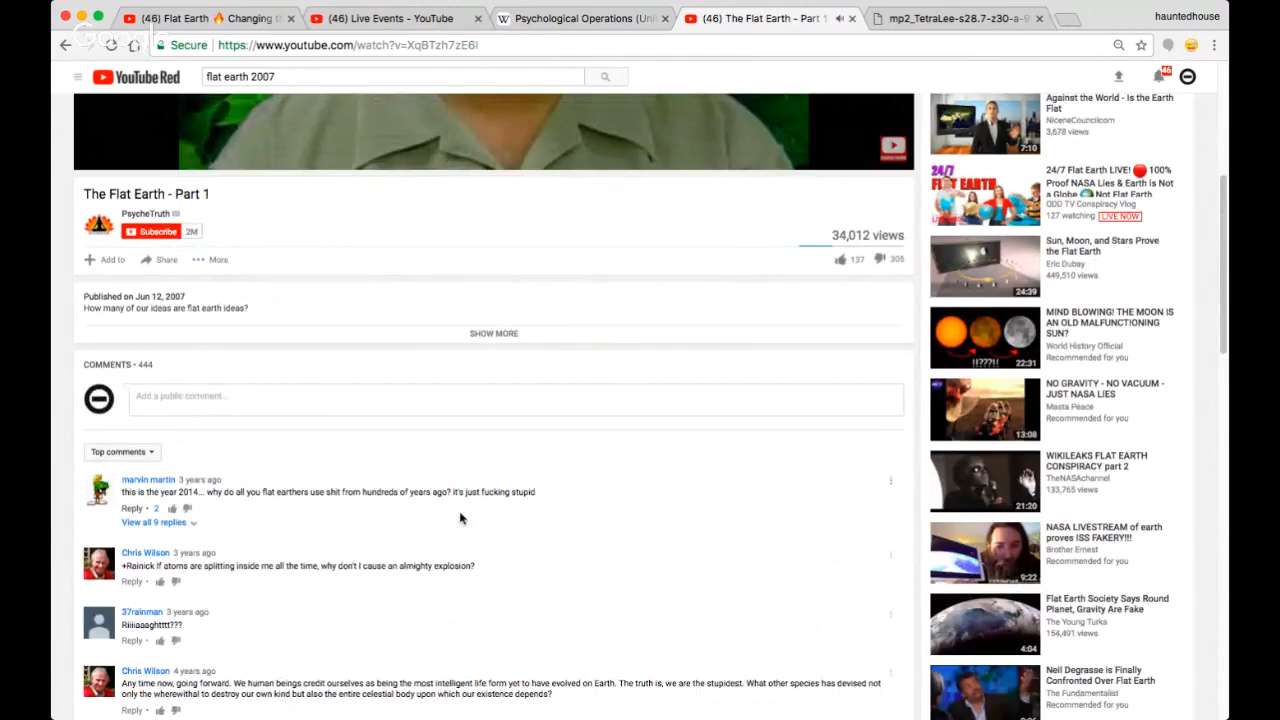 (46) Flat Earth 🔥 Changing th
(46) Live Events - YouTube
Psychological Operations (Uni
(46) The Flat Earth - Part 1
mp2_TetraLee-s28.7-z30-a-9
hauntedhouse
Google
Secure
https://www.youtube.com/watch?v=XqBTzh7zE6I
YouTube Red
flat earth 2007
46
The Flat Earth - Part 1
PsycheTruth
Subscribe 2M
34,012 views
Add to Share More
137 305
Published on Jun 12, 2007
How many of our ideas are flat earth ideas?
SHOW MORE
COMMENTS • 444
Add a public comment...
Top comments
marvin martin 3 years ago
this is the year 2014... why do all you flat earthers use shit from hundreds of years ago? it's just fucking stupid
Reply • 2
View all 9 replies
Chris Wilson 3 years ago
+Rainick If atoms are splitting inside me all the time, why don't I cause an almighty explosion?
Reply •
37rainman 3 years ago
Riiiaaaghtttt???
Reply •
Chris Wilson 4 years ago
Any time now, going forward. We human beings credit ourselves as being the most intelligent life form yet to have evolved on Earth. The truth is, we are the stupidest. What other species has devised not
only the wherewithal to destroy our own kind but also the entire celestial body upon which our existence depends?
Reply •
Against the World - Is the Earth
Flat
NiceneCouncilcom
3,678 views
7:10
24/7 Flat Earth LIVE! 🔴 100%
Proof NASA Lies & Earth is Not
a Globe 🌏 Not Flat Earth
ODD TV Conspiracy Vlog
127 watching LIVE NOW
24/7
FLAT EARTH
Sun, Moon, and Stars Prove
the Flat Earth
Eric Dubay
449,510 views
24:39
MIND BLOWING! THE MOON IS
AN OLD MALFUNCTIONING
SUN?
World History Official
Recommended for you
!!???!!
22:31
NO GRAVITY - NO VACUUM -
JUST NASA LIES
Masta Peace
Recommended for you
13:08
WIKILEAKS FLAT EARTH
CONSPIRACY part 2
TheNASAchannel
133,765 views
21:20
NASA LIVESTREAM of earth
proves ISS FAKERY!!!
Brother Ernest
Recommended for you
9:22
Flat Earth Society Says Round
Planet, Gravity Are Fake
The Young Turks
154,491 views
4:04
Neil Degrasse is Finally
Confronted Over Flat Earth
The Fundamentalist
Recommended for you